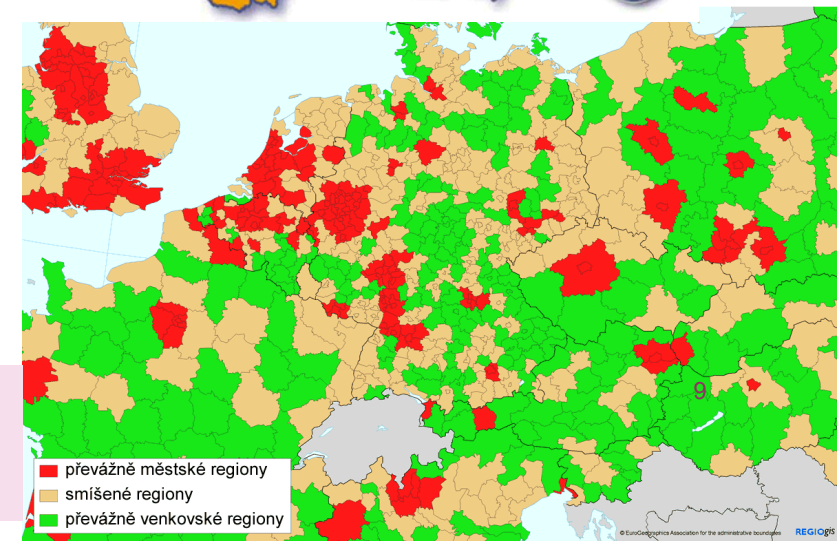 9
převážně městské regiony
smíšené regiony
převážně venkovské regiony
© EuroGeographics Association for the administrative boundaries
REGIOgis